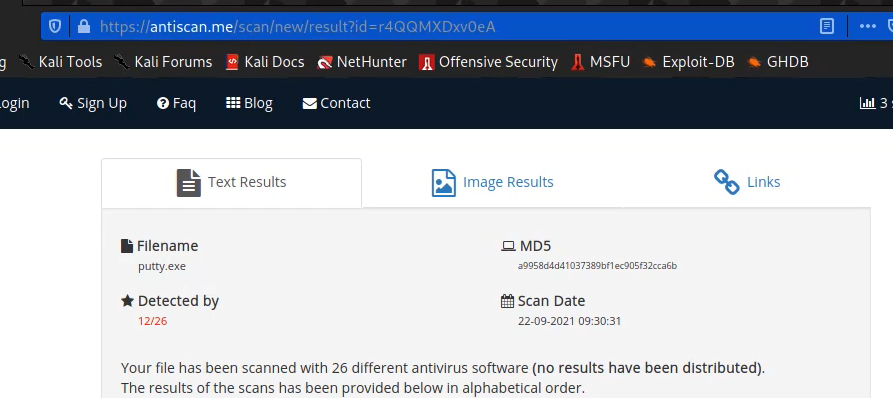 https://antiscan.me/scan/new/result?id=r4QQMXDxv0eA
g Kali Tools Kali Forums Kali Docs NetHunter Offensive Security MSFU Exploit-DB GHDB
ogin Sign Up Faq Blog Contact 3
Text Results Image Results Links
Filename MD5
putty.exe a9958d4d41037389bf1ec905f32cca6b
Detected by Scan Date
12/26 22-09-2021 09:30:31
Your file has been scanned with 26 different antivirus software (no results have been distributed).
The results of the scans has been provided below in alphabetical order.